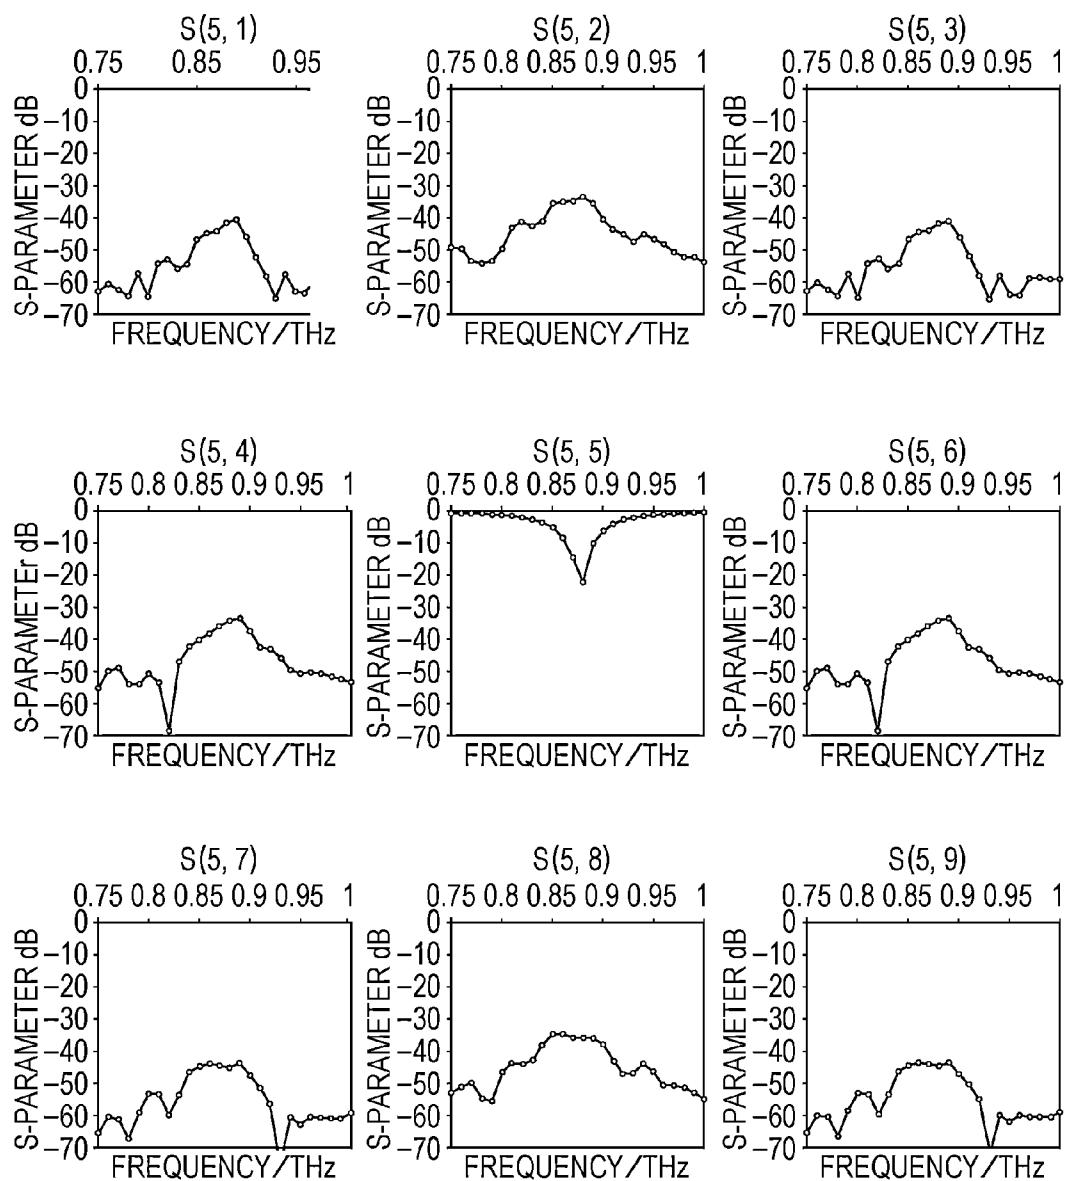 S(5, 1)
0.75 0.85 0.95
S-PARAMETER dB
0
–10
–20
–30
–40
–50
–60
–70
FREQUENCY/THz
S(5, 2)
0.75 0.8 0.85 0.9 0.95 1
S-PARAMETER dB
0
–10
–20
–30
–40
–50
–60
–70
FREQUENCY/THz
S(5, 3)
0.75 0.8 0.85 0.9 0.95 1
S-PARAMETER dB
0
–10
–20
–30
–40
–50
–60
–70
FREQUENCY/THz
S(5, 4)
0.75 0.8 0.85 0.9 0.95 1
S-PARAMETEr dB
0
–10
–20
–30
–40
–50
–60
–70
FREQUENCY/THz
S(5, 5)
0.75 0.8 0.85 0.9 0.95 1
S-PARAMETER dB
0
–10
–20
–30
–40
–50
–60
–70
FREQUENCY/THz
S(5, 6)
0.75 0.8 0.85 0.9 0.95 1
S-PARAMETER dB
0
–10
–20
–30
–40
–50
–60
–70
FREQUENCY/THz
S(5, 7)
0.75 0.8 0.85 0.9 0.95 1
S-PARAMETER dB
0
–10
–20
–30
–40
–50
–60
–70
FREQUENCY/THz
S(5, 8)
0.75 0.8 0.85 0.9 0.95 1
S-PARAMETER dB
0
–10
–20
–30
–40
–50
–60
–70
FREQUENCY/THz
S(5, 9)
0.75 0.8 0.85 0.9 0.95 1
S-PARAMETER dB
0
–10
–20
–30
–40
–50
–60
–70
FREQUENCY/THz